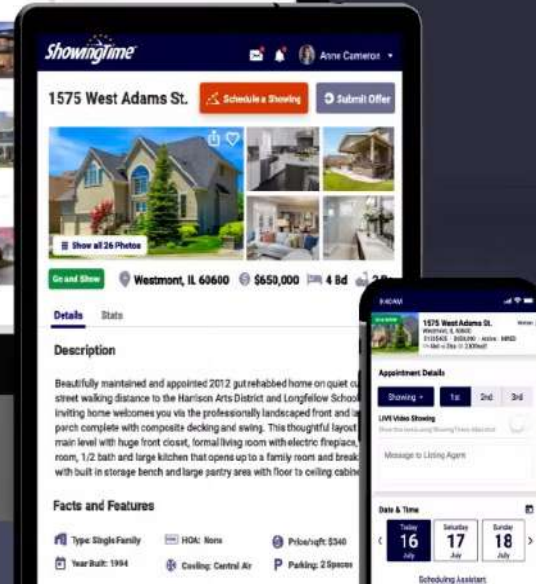 ShowingTime
Anne Cameron
1575 West Adams St.
Schedule a Showing
Submit Offer
Show all 26 Photos
Go and Show
Westmont, IL 60600
$650,000
4 Bd
Details
Stats
Description
Beautifully maintained and appointed 2012 gut rehabbed home on quiet cu
street walking distance to the Harrison Arts District and Longfellow School
inviting home welcomes you via the professionally landscaped front and la
porch complete with composite decking and swing. This thoughtful layout
main level with huge front closet, formal living room with electric fireplace,
room, 1/2 bath and large kitchen that opens up to a family room and break
with built in storage bench and large pantry area with floor to ceiling cabine
Facts and Features
Type: Single Family
HOA: None
Price/sqft: $340
Year Built: 1994
Cooling: Central Air
Parking: 2 Spaces
9:40AM
1575 West Adams St.
Westmont, IL 60600
Appointment Details
Showing
1st
2nd
3rd
LIVE Video Showing
Message to Listing Agent
Date & Time
Today
16
July
Saturday
17
July
Sunday
18
July
Scheduling Assistant